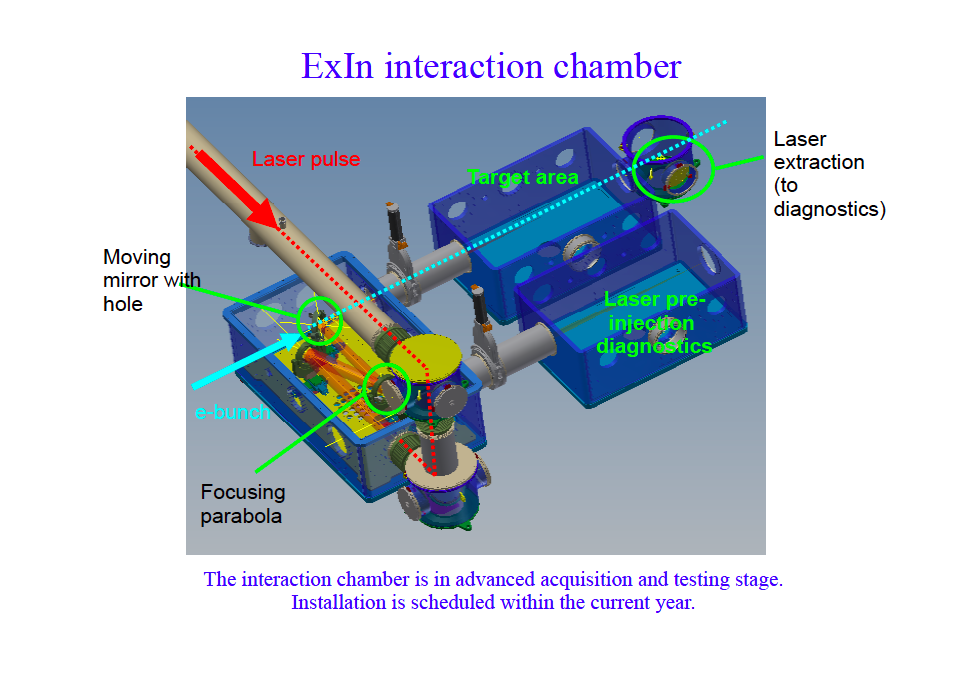 ExIn interaction chamber
Laser pulse
Target area
Laser
extraction
(to
diagnostics)
Moving
mirror with
hole
Laser pre-
injection
diagnostics
e-bunch
Focusing
parabola
The interaction chamber is in advanced acquisition and testing stage.
Installation is scheduled within the current year.